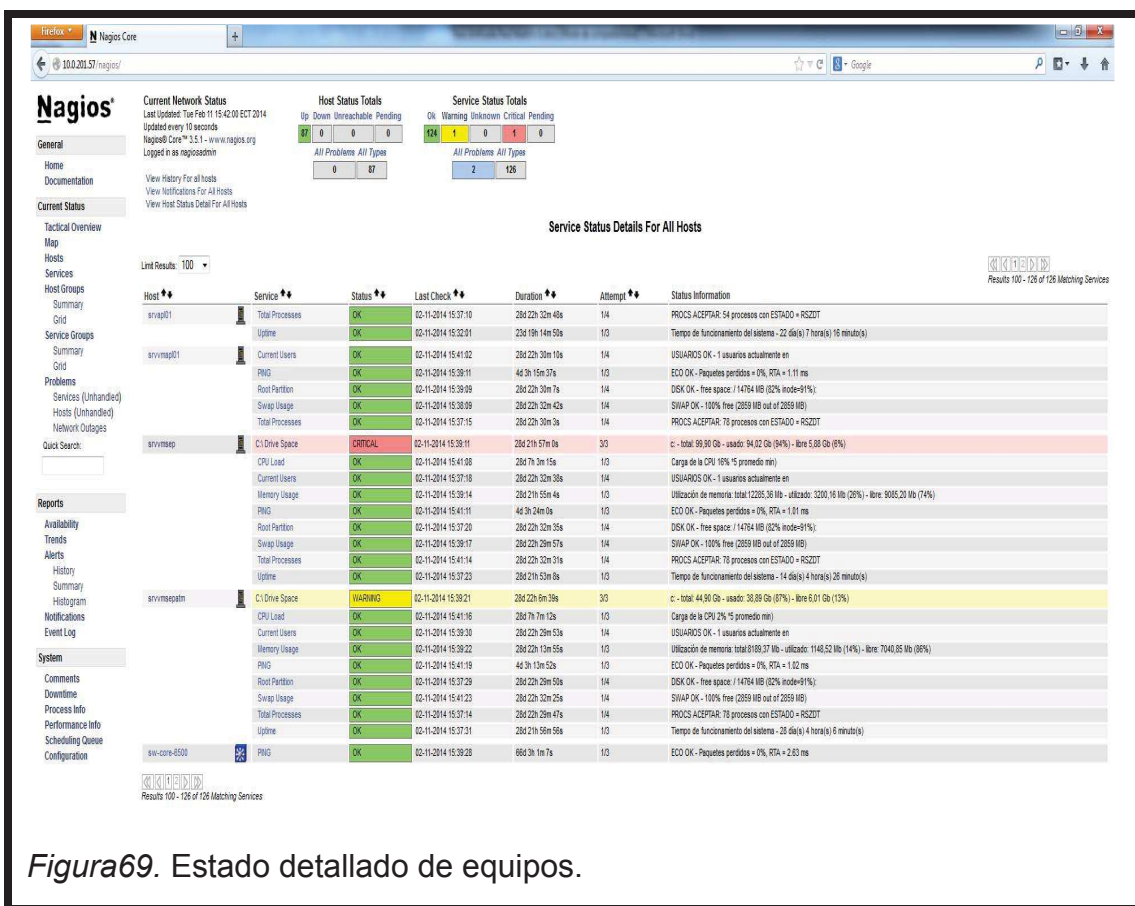 Firefox
Nagios Core
+
10.0.201.57/nagios/
Google
Nagios®
General
Home
Documentation
Current Status
Tactical Overview
Map
Hosts
Services
Host Groups
Summary
Grid
Service Groups
Summary
Grid
Problems
Services (Unhandled)
Hosts (Unhandled)
Network Outages
Quick Search:
Reports
Availability
Trends
Alerts
History
Summary
Histogram
Notifications
Event Log
System
Comments
Downtime
Process Info
Performance Info
Scheduling Queue
Configuration
Current Network Status
Last Updated: Tue Feb 11 15:42:00 ECT 2014
Updated every 10 seconds
Nagios® Core™ 3.5.1 - www.nagios.org
Logged in as nagiosadmin
View History For all hosts
View Notifications For All Hosts
View Host Status Detail For All Hosts
Host Status Totals
Up Down Unreachable Pending
87 0 0 0
All Problems All Types
0 87
Service Status Totals
Ok Warning Unknown Critical Pending
124 1 0 1 0
All Problems All Types
2 126
Service Status Details For All Hosts
Limit Results: 100
1 2
Results 100 - 126 of 126 Matching Services
Host Service Status Last Check Duration Attempt Status Information
srvapl01 Total Processes OK 02-11-2014 15:37:10 28d 22h 32m 48s 1/4 PROCS ACEPTAR: 54 procesos con ESTADO = RSZDT
Uptime OK 02-11-2014 15:32:01 23d 19h 14m 50s 1/3 Tiempo de funcionamiento del sistema - 22 dia(s) 7 hora(s) 16 minuto(s)
srvvmapl01 Current Users OK 02-11-2014 15:41:02 28d 22h 30m 10s 1/4 USUARIOS OK - 1 usuarios actualmente en
PING OK 02-11-2014 15:39:11 4d 3h 15m 37s 1/3 ECO OK - Paquetes perdidos = 0%, RTA = 1.11 ms
Root Partition OK 02-11-2014 15:39:09 28d 22h 30m 7s 1/4 DISK OK - free space: / 14764 MB (82% inode=91%):
Swap Usage OK 02-11-2014 15:38:09 28d 22h 32m 42s 1/4 SWAP OK - 100% free (2859 MB out of 2859 MB)
Total Processes OK 02-11-2014 15:37:15 28d 22h 30m 3s 1/4 PROCS ACEPTAR: 78 procesos con ESTADO = RSZDT
srvvmsep C:\ Drive Space CRITICAL 02-11-2014 15:39:11 28d 21h 57m 0s 3/3 c: - total: 99,90 Gb - usado: 94,02 Gb (94%) - libre 5,88 Gb (6%)
CPU Load OK 02-11-2014 15:41:08 28d 7h 3m 15s 1/3 Carga de la CPU 16% *5 promedio min)
Current Users OK 02-11-2014 15:37:18 28d 22h 32m 38s 1/4 USUARIOS OK - 1 usuarios actualmente en
Memory Usage OK 02-11-2014 15:39:14 28d 21h 55m 4s 1/3 Utilización de memoria: total:12285,36 Mb - utilizado: 3200,16 Mb (26%) - libre: 9085,20 Mb (74%)
PING OK 02-11-2014 15:41:11 4d 3h 24m 0s 1/3 ECO OK - Paquetes perdidos = 0%, RTA = 1.01 ms
Root Partition OK 02-11-2014 15:37:20 28d 22h 32m 35s 1/4 DISK OK - free space: / 14764 MB (82% inode=91%):
Swap Usage OK 02-11-2014 15:39:17 28d 22h 29m 57s 1/4 SWAP OK - 100% free (2859 MB out of 2859 MB)
Total Processes OK 02-11-2014 15:41:14 28d 22h 32m 31s 1/4 PROCS ACEPTAR: 78 procesos con ESTADO = RSZDT
Uptime OK 02-11-2014 15:37:23 28d 21h 53m 8s 1/3 Tiempo de funcionamiento del sistema - 14 dia(s) 4 hora(s) 26 minuto(s)
srvvmsepatm C:\ Drive Space WARNING 02-11-2014 15:39:21 28d 22h 6m 39s 3/3 c: - total: 44,90 Gb - usado: 38,89 Gb (87%) - libre 6,01 Gb (13%)
CPU Load OK 02-11-2014 15:41:16 28d 7h 7m 12s 1/3 Carga de la CPU 2% *5 promedio min)
Current Users OK 02-11-2014 15:39:30 28d 22h 29m 53s 1/4 USUARIOS OK - 1 usuarios actualmente en
Memory Usage OK 02-11-2014 15:39:22 28d 22h 13m 55s 1/3 Utilización de memoria: total:8189,37 Mb - utilizado: 1148,52 Mb (14%) - libre: 7040,85 Mb (86%)
PING OK 02-11-2014 15:41:19 4d 3h 13m 52s 1/3 ECO OK - Paquetes perdidos = 0%, RTA = 1.02 ms
Root Partition OK 02-11-2014 15:37:29 28d 22h 29m 50s 1/4 DISK OK - free space: / 14764 MB (82% inode=91%):
Swap Usage OK 02-11-2014 15:41:23 28d 22h 32m 25s 1/4 SWAP OK - 100% free (2859 MB out of 2859 MB)
Total Processes OK 02-11-2014 15:37:14 28d 22h 29m 47s 1/4 PROCS ACEPTAR: 78 procesos con ESTADO = RSZDT
Uptime OK 02-11-2014 15:37:31 28d 21h 56m 56s 1/3 Tiempo de funcionamiento del sistema - 28 dia(s) 4 hora(s) 6 minuto(s)
sw-core-6500 PING OK 02-11-2014 15:39:28 66d 3h 1m 7s 1/3 ECO OK - Paquetes perdidos = 0%, RTA = 2.63 ms
1 2
Results 100 - 126 of 126 Matching Services
Figura69. Estado detallado de equipos.